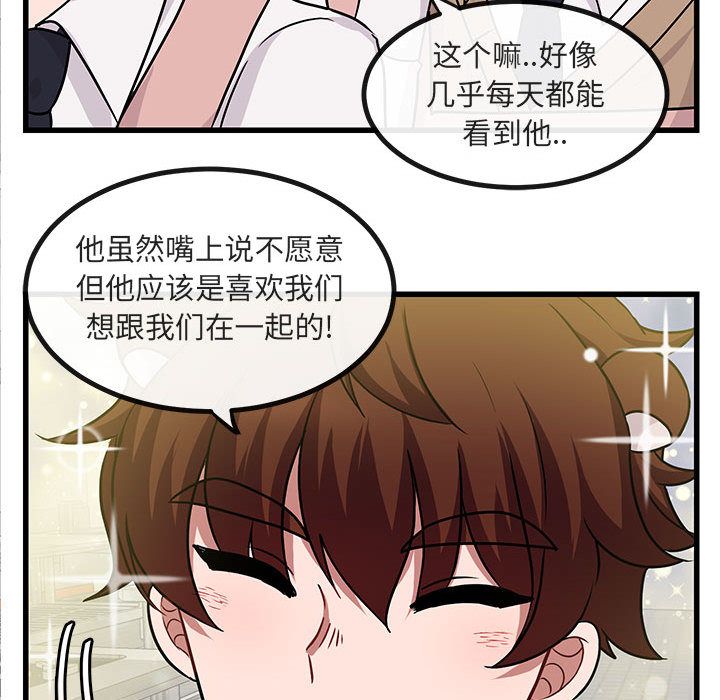 这个嘛..好像
几乎每天都能
看到他..
他虽然嘴上说不愿意
但他应该是喜欢我们
想跟我们在一起的!